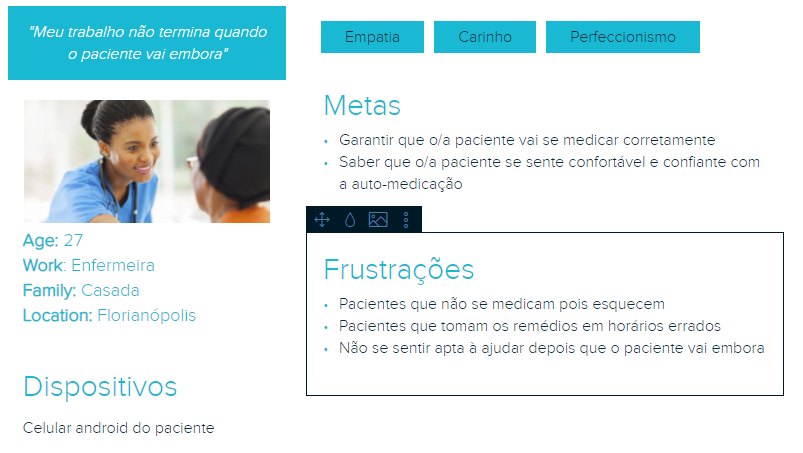 "Meu trabalho não termina quando
o paciente vai embora"
Age: 27
Work: Enfermeira
Family: Casada
Location: Florianópolis
Dispositivos
Celular android do paciente
Empatia
Carinho
Perfeccionismo
Metas
• Garantir que o/a paciente vai se medicar corretamente
• Saber que o/a paciente se sente confortável e confiante com
a auto-medicação
Frustrações
• Pacientes que não se medicam pois esquecem
• Pacientes que tomam os remédios em horários errados
• Não se sentir apta à ajudar depois que o paciente vai embora